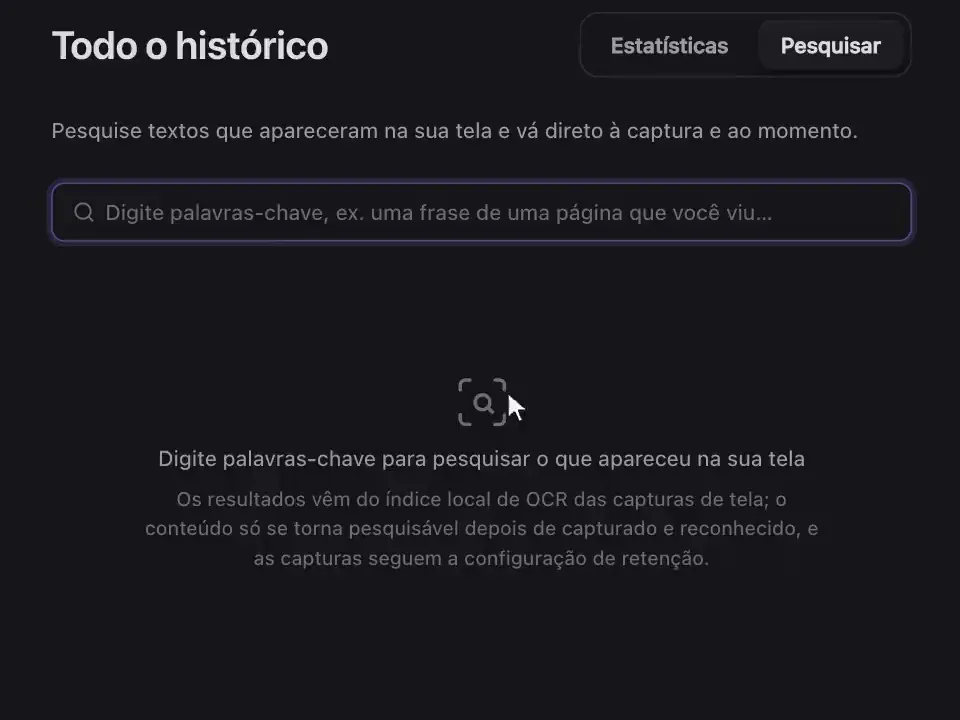 Todo o histórico
Estatísticas
Pesquisar
Pesquise textos que apareceram na sua tela e vá direto à captura e ao momento.
Digite palavras-chave, ex. uma frase de uma página que você viu...
Digite palavras-chave para pesquisar o que apareceu na sua tela
Os resultados vêm do índice local de OCR das capturas de tela; o
conteúdo só se torna pesquisável depois de capturado e reconhecido, e
as capturas seguem a configuração de retenção.